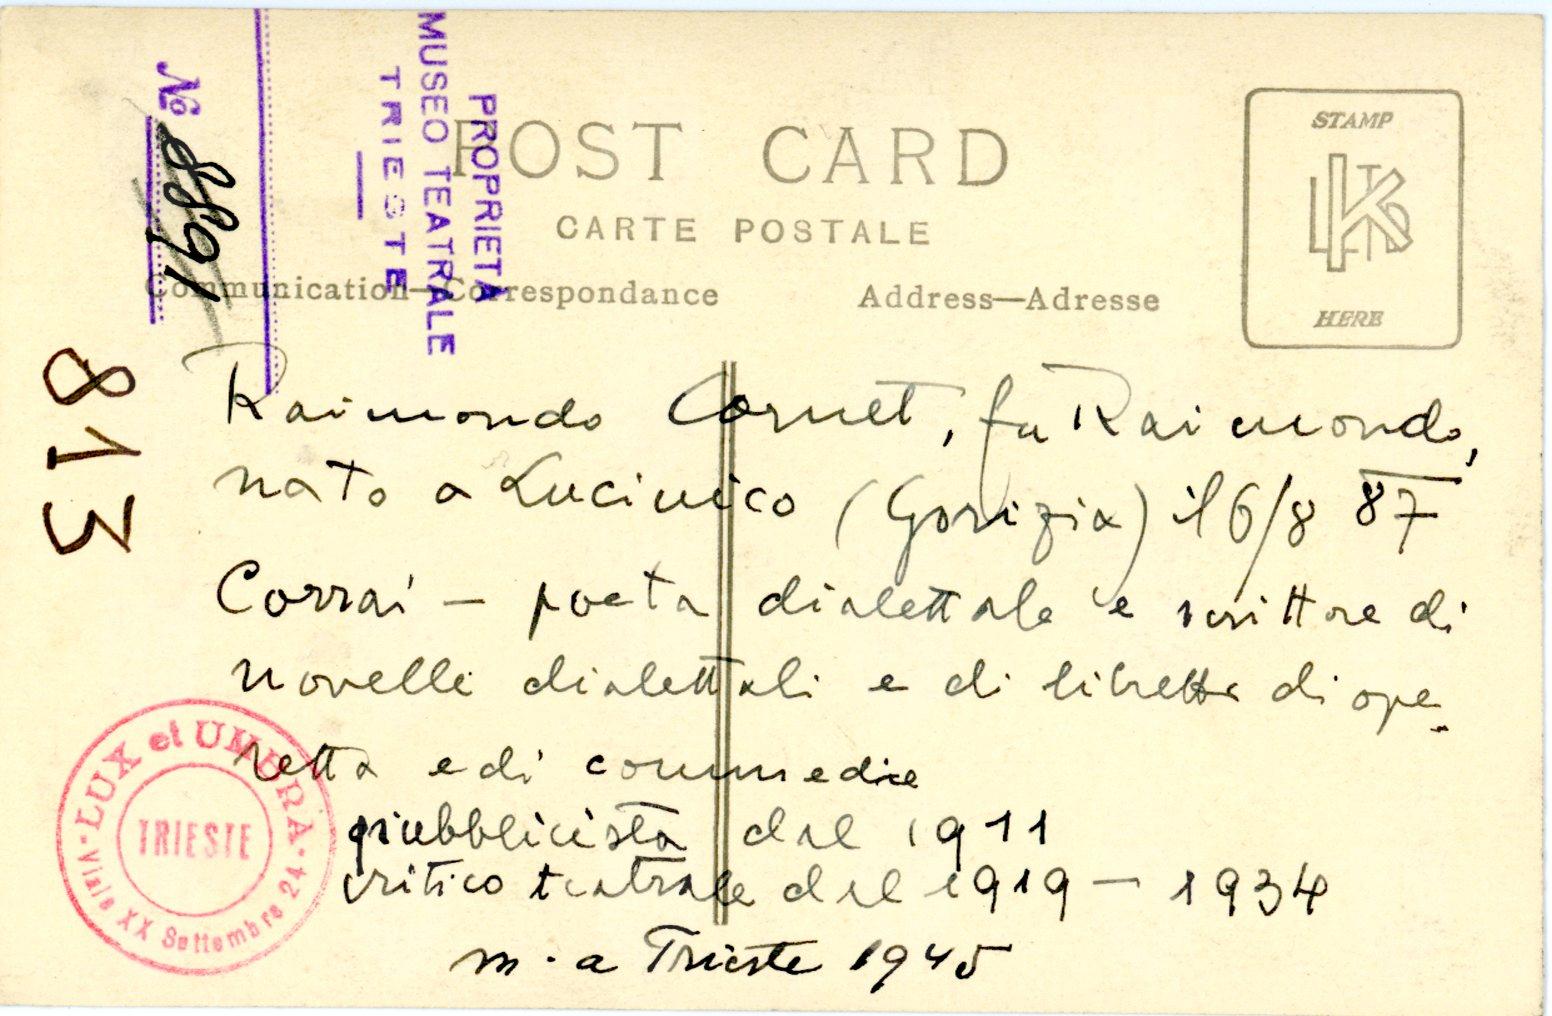 PROPRIETÀ
MUSEO TEATRALE
TRIESTE
№ 8891
813
POST CARD
CARTE POSTALE
Communication—Correspondance
Address—Adresse
STAMP
HERE
Raimondo Cornet, fu Raimondo,
nato a Lucinico (Gorizia) il 6/8 87
Corrai — poeta dialettale e scrittore di
novelle dialettali e di libretti di ope-
retta e di commedie
pubblicista dal 1911
critico teatrale dal 1919 — 1934
m. a Trieste 1945
LUX et UMBRA
TRIESTE
Viale XX Settembre 24